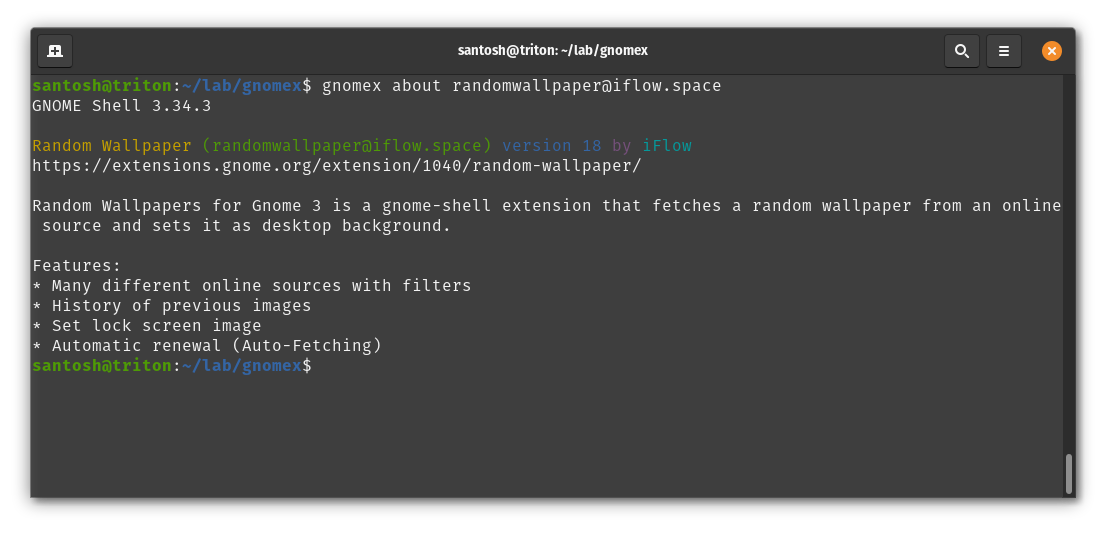 santosh@triton: ~/lab/gnomex
santosh@triton:~/lab/gnomex$ gnomex about randomwallpaper@iflow.space
GNOME Shell 3.34.3
Random Wallpaper (randomwallpaper@iflow.space) version 18 by iFlow
https://extensions.gnome.org/extension/1040/random-wallpaper/
Random Wallpapers for Gnome 3 is a gnome-shell extension that fetches a random wallpaper from an online
source and sets it as desktop background.
Features:
* Many different online sources with filters
* History of previous images
* Set lock screen image
* Automatic renewal (Auto-Fetching)
santosh@triton:~/lab/gnomex$